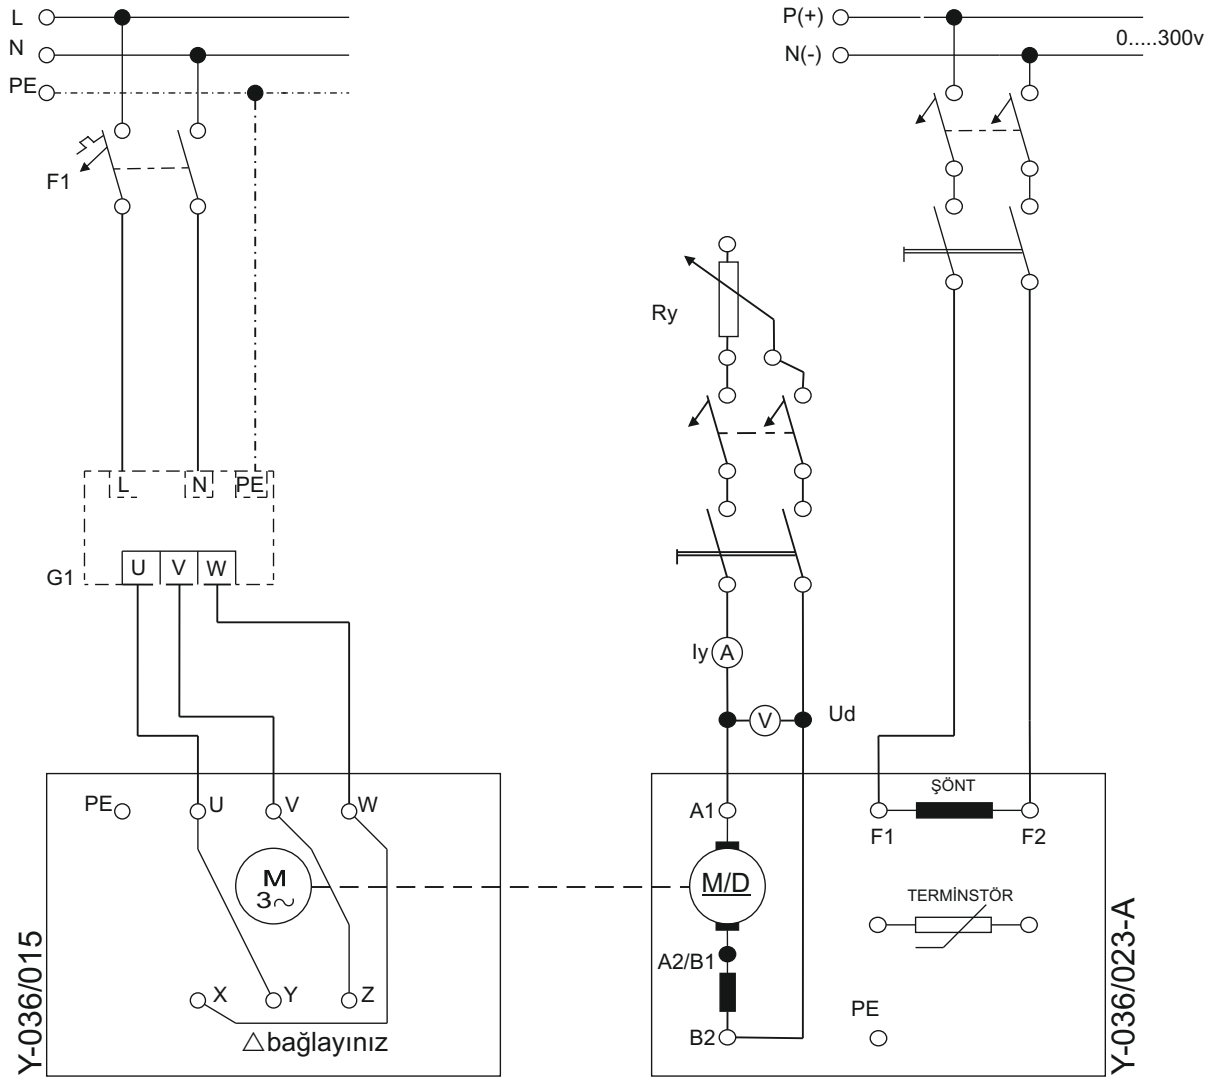 L
N
PE
F1
P(+)
N(-)
0.....300v
Ry
L
N
PE
G1
U
V
W
Iy
A
V
Ud
PE
U
V
W
M
3~
X
Y
Z
△bağlayınız
Y-036/015
A1
M/D
A2/B1
B2
ŞÖNT
F1
F2
TERMİNSTÖR
PE
Y-036/023-A